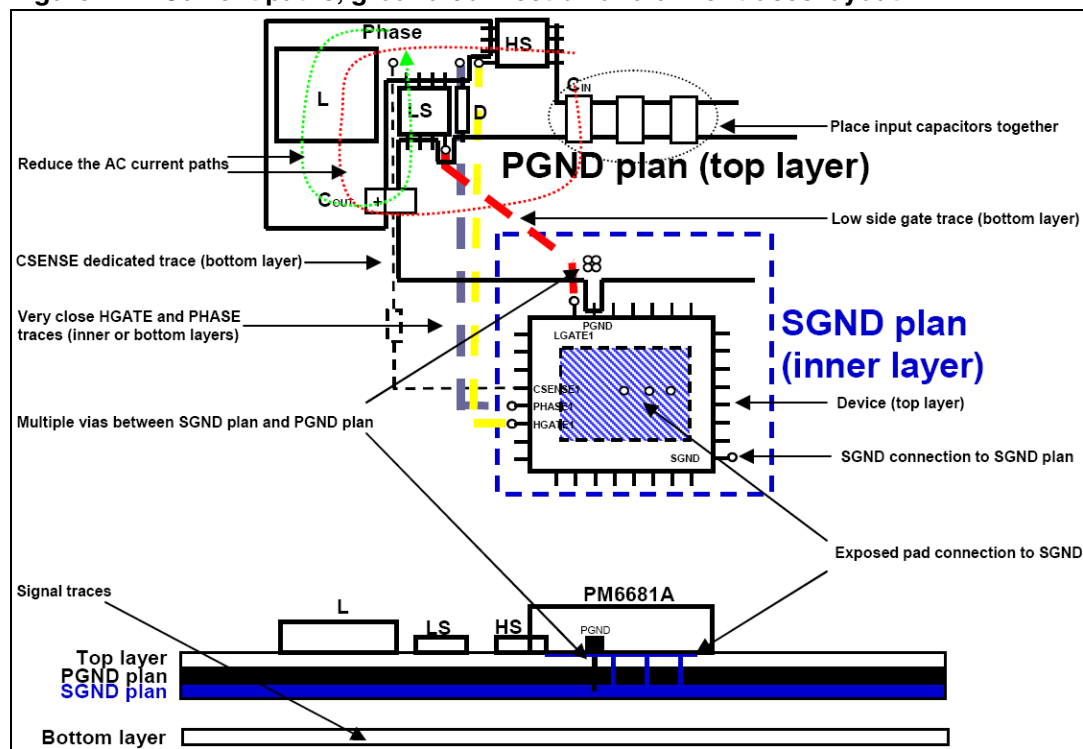 Phase
HS
L
LS
D
CIN
Place input capacitors together
Reduce the AC current paths
PGND plan (top layer)
COUT
+
Low side gate trace (bottom layer)
CSENSE dedicated trace (bottom layer)
Very close HGATE and PHASE
traces (inner or bottom layers)
PGND
LGATE1
SGND plan
(inner layer)
CSENSE1
PHASE1
HGATE1
Device (top layer)
Multiple vias between SGND plan and PGND plan
SGND
SGND connection to SGND plan
Exposed pad connection to SGND
Signal traces
PM6681A
L
LS
HS
PGND
Top layer
PGND plan
SGND plan
Bottom layer